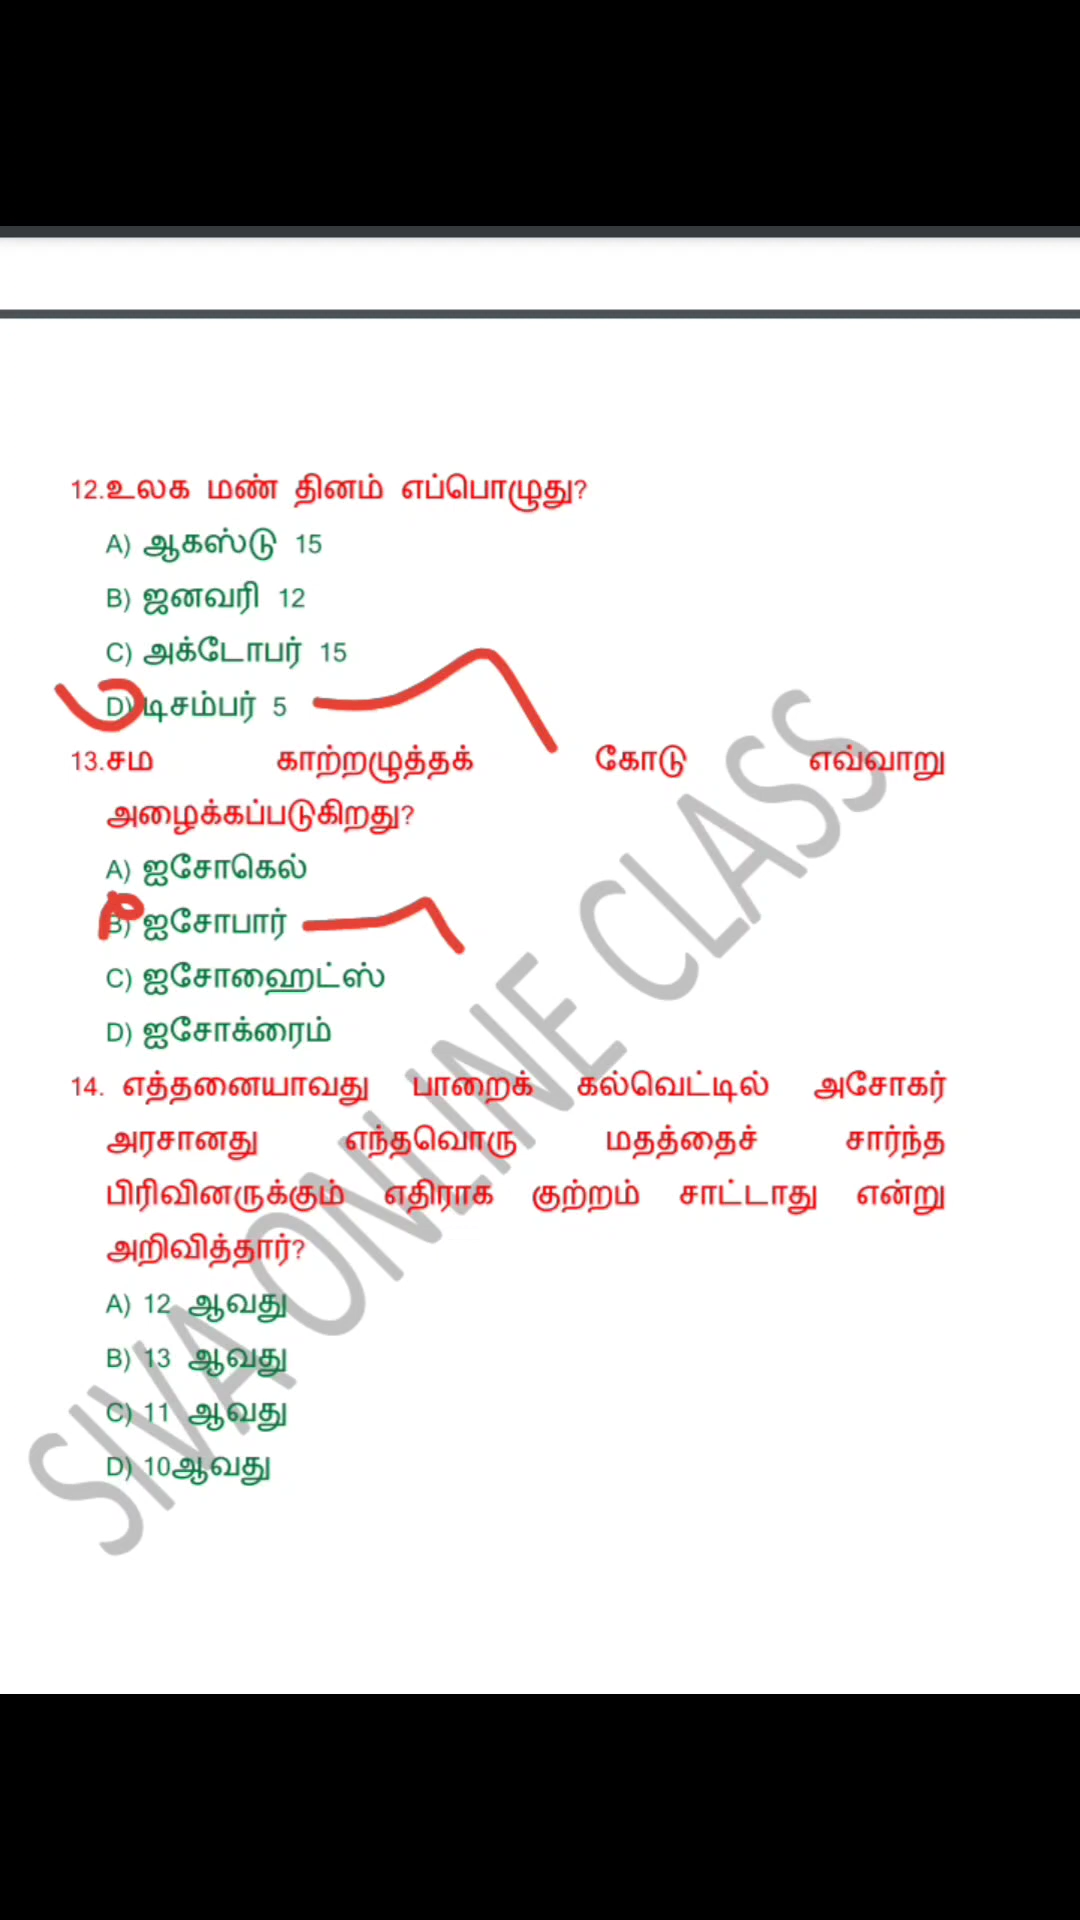 12.உலக மண் தினம் எப்பொழுது?
A) ஆகஸ்டு 15
B) ஜனவரி 12
C) அக்டோபர் 15
D) டிசம்பர் 5
13.சம காற்றழுத்தக் கோடு எவ்வாறு
அழைக்கப்படுகிறது?
A) ஐசோகெல்
B) ஐசோபார்
C) ஐசோஹைட்ஸ்
D) ஐசோக்ரைம்
14. எத்தனையாவது பாறைக் கல்வெட்டில் அசோகர்
அரசானது எந்தவொரு மதத்தைச் சார்ந்த
பிரிவினருக்கும் எதிராக குற்றம் சாட்டாது என்று
அறிவித்தார்?
A) 12 ஆவது
B) 13 ஆவது
C) 11 ஆவது
D) 10ஆவது
SIVA ONLINE CLASS